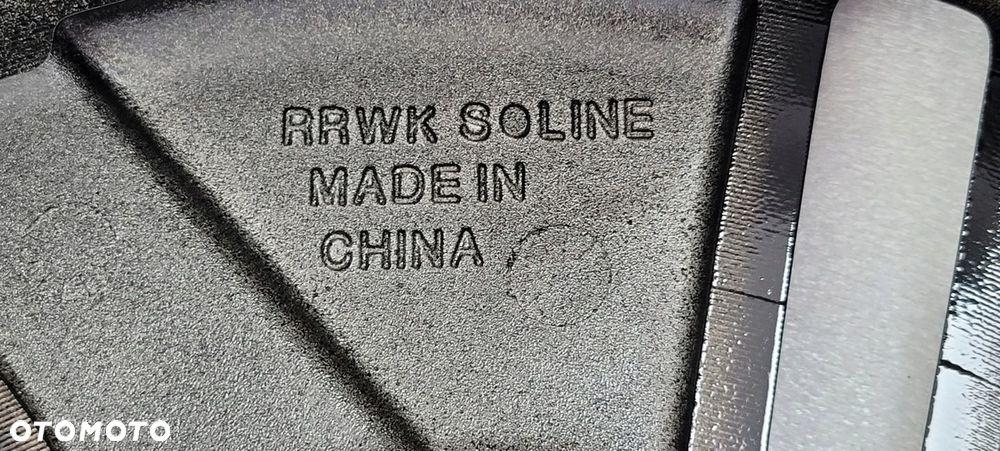 RRWK SOLINE
MADE IN
CHINA
OTOMOTO